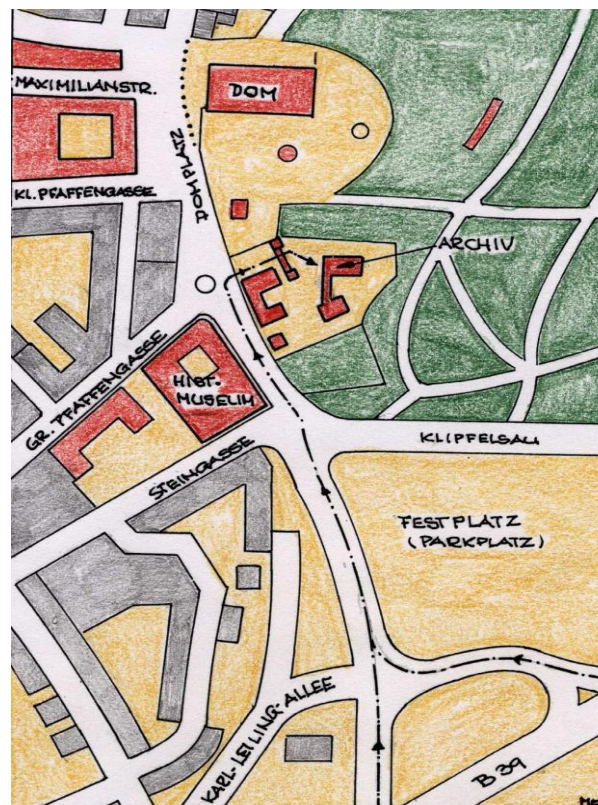 MAXIMILIANSTR.
DOM
DOMPLATZ
KL. PFAFFENGASSE
ARCHIV
HIST.
MUSEUM
GR. PFAFFENGASSE
STEINGASSE
KLIPFELSAU
FESTPLATZ
(PARKPLATZ)
KARL-LEILING-ALLEE
B 39